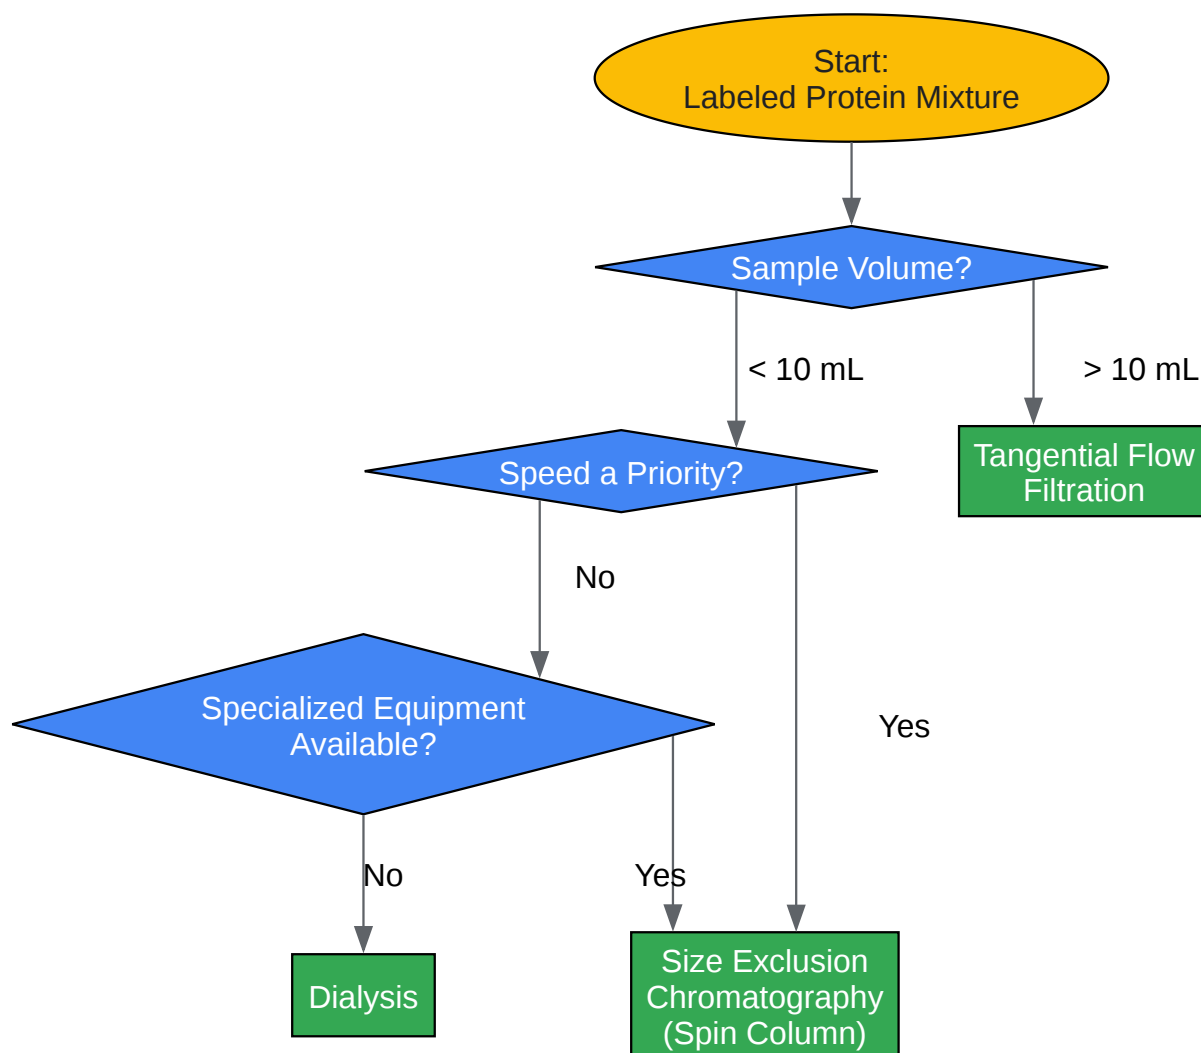 Start:
Labeled Protein Mixture
Sample Volume?
< 10 mL
> 10 mL
Speed a Priority?
Tangential Flow
Filtration
No
Yes
Specialized Equipment
Available?
No
Yes
Dialysis
Size Exclusion
Chromatography
(Spin Column)